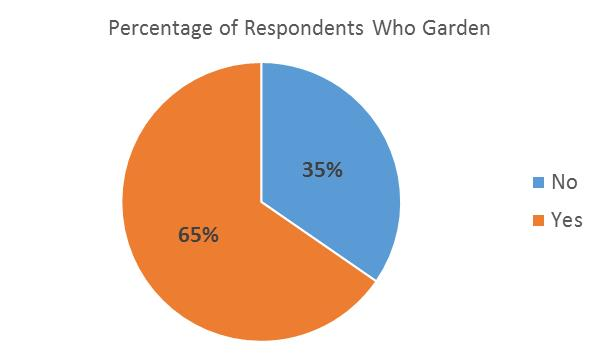 Percentage of Respondents Who Garden
35%
65%
No
Yes